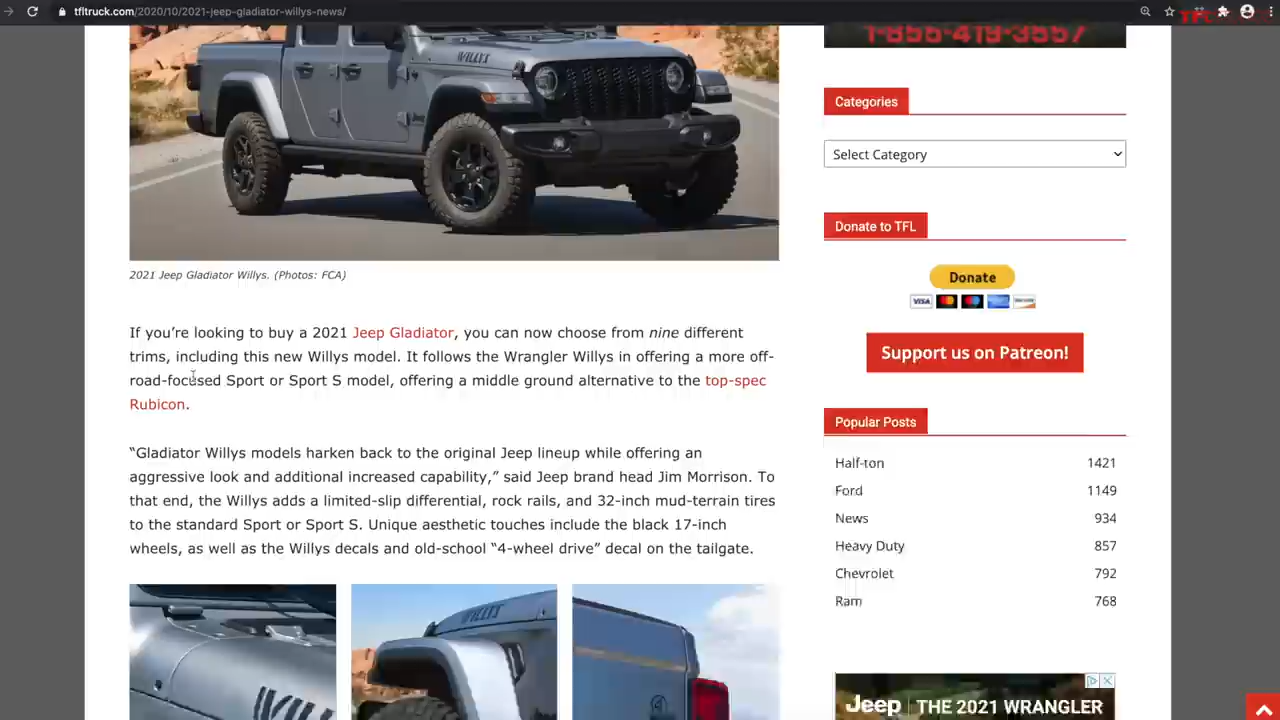 tfltruck.com/2020/10/2021-jeep-gladiator-willys-news/
WILLYS
2021 Jeep Gladiator Willys. (Photos: FCA)
If you’re looking to buy a 2021 Jeep Gladiator, you can now choose from nine different
trims, including this new Willys model. It follows the Wrangler Willys in offering a more off-
road-focused Sport or Sport S model, offering a middle ground alternative to the top-spec
Rubicon.
“Gladiator Willys models harken back to the original Jeep lineup while offering an
aggressive look and additional increased capability,” said Jeep brand head Jim Morrison. To
that end, the Willys adds a limited-slip differential, rock rails, and 32-inch mud-terrain tires
to the standard Sport or Sport S. Unique aesthetic touches include the black 17-inch
wheels, as well as the Willys decals and old-school “4-wheel drive” decal on the tailgate.
WILLYS
1-855-419-3557
Categories
Select Category
Donate to TFL
Donate
VISA
Support us on Patreon!
Popular Posts
Half-ton 1421
Ford 1149
News 934
Heavy Duty 857
Chevrolet 792
Ram 768
Jeep THE 2021 WRANGLER